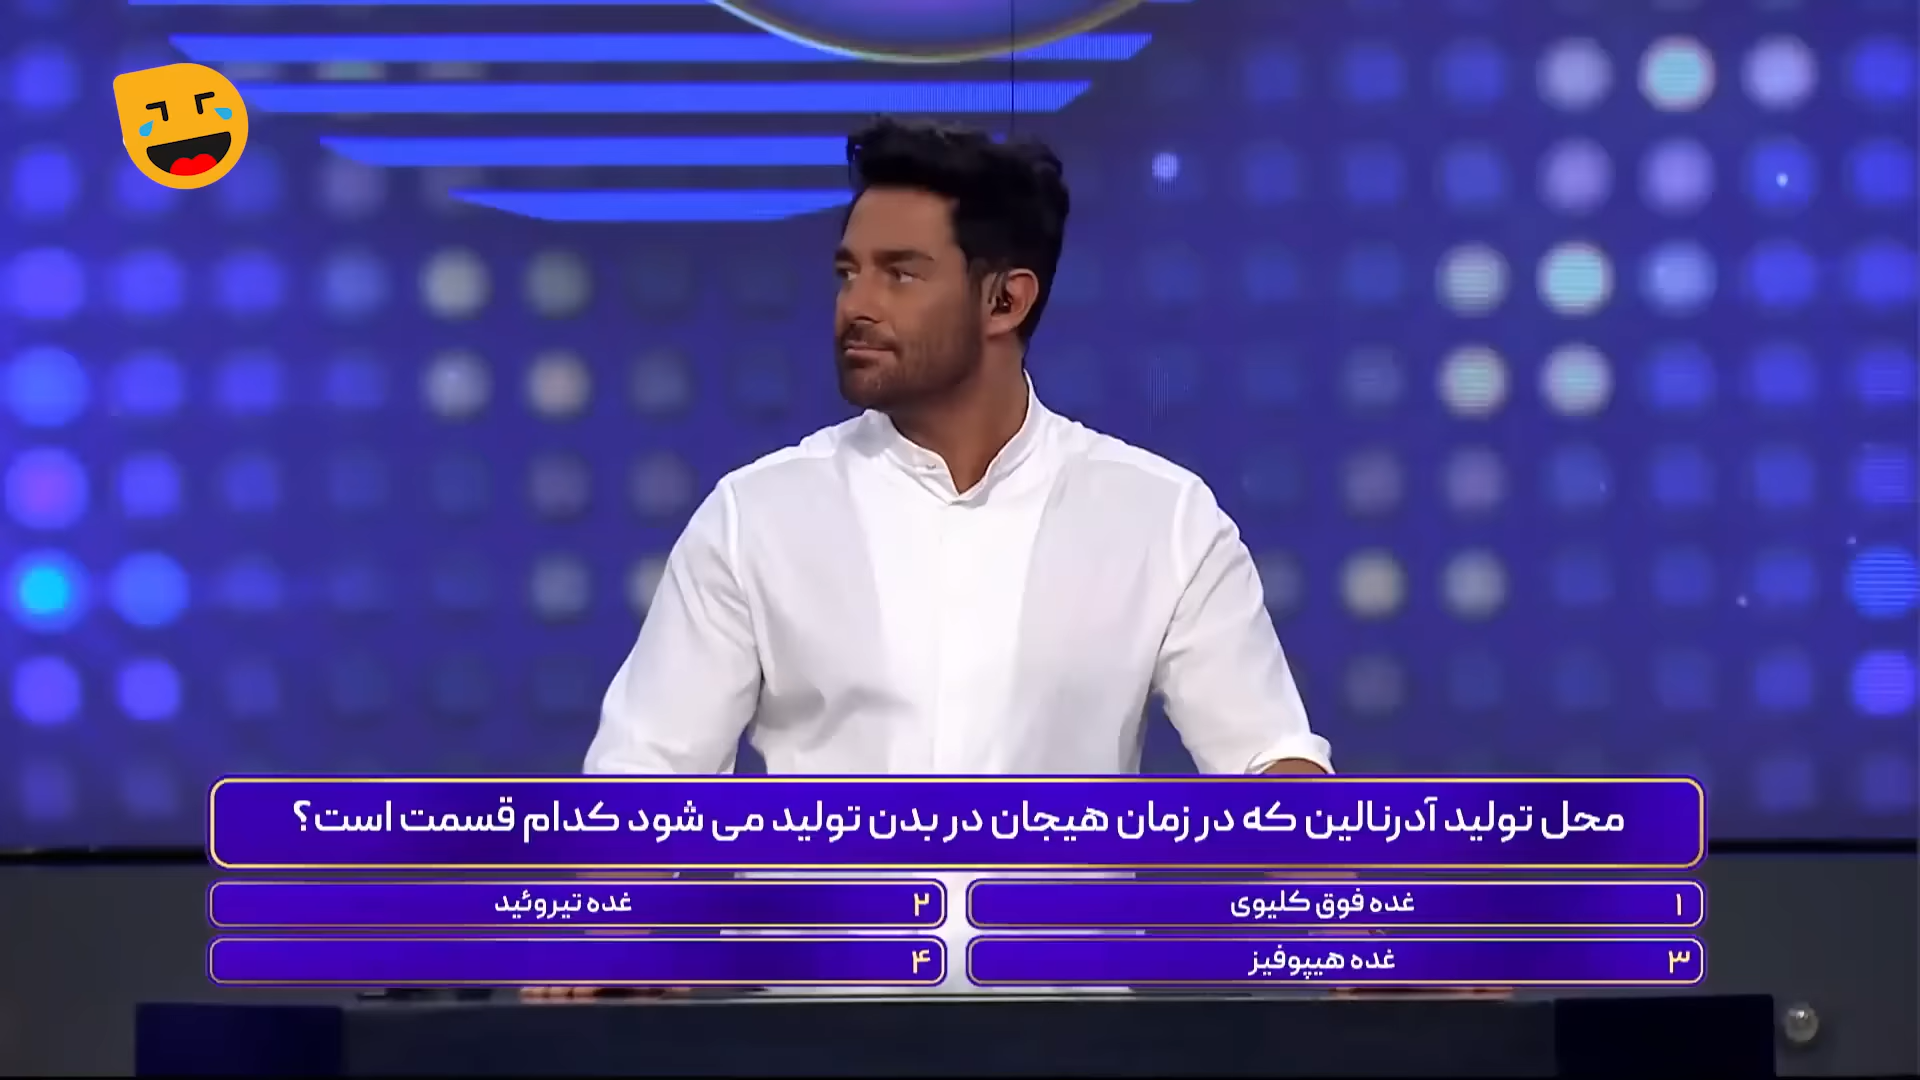 محل تولید آدرنالین که در زمان هیجان در بدن تولید می شود کدام قسمت است؟
۱ غده فوق کلیوی
۲ غده تیروئید
۳ غده هیپوفیز
۴